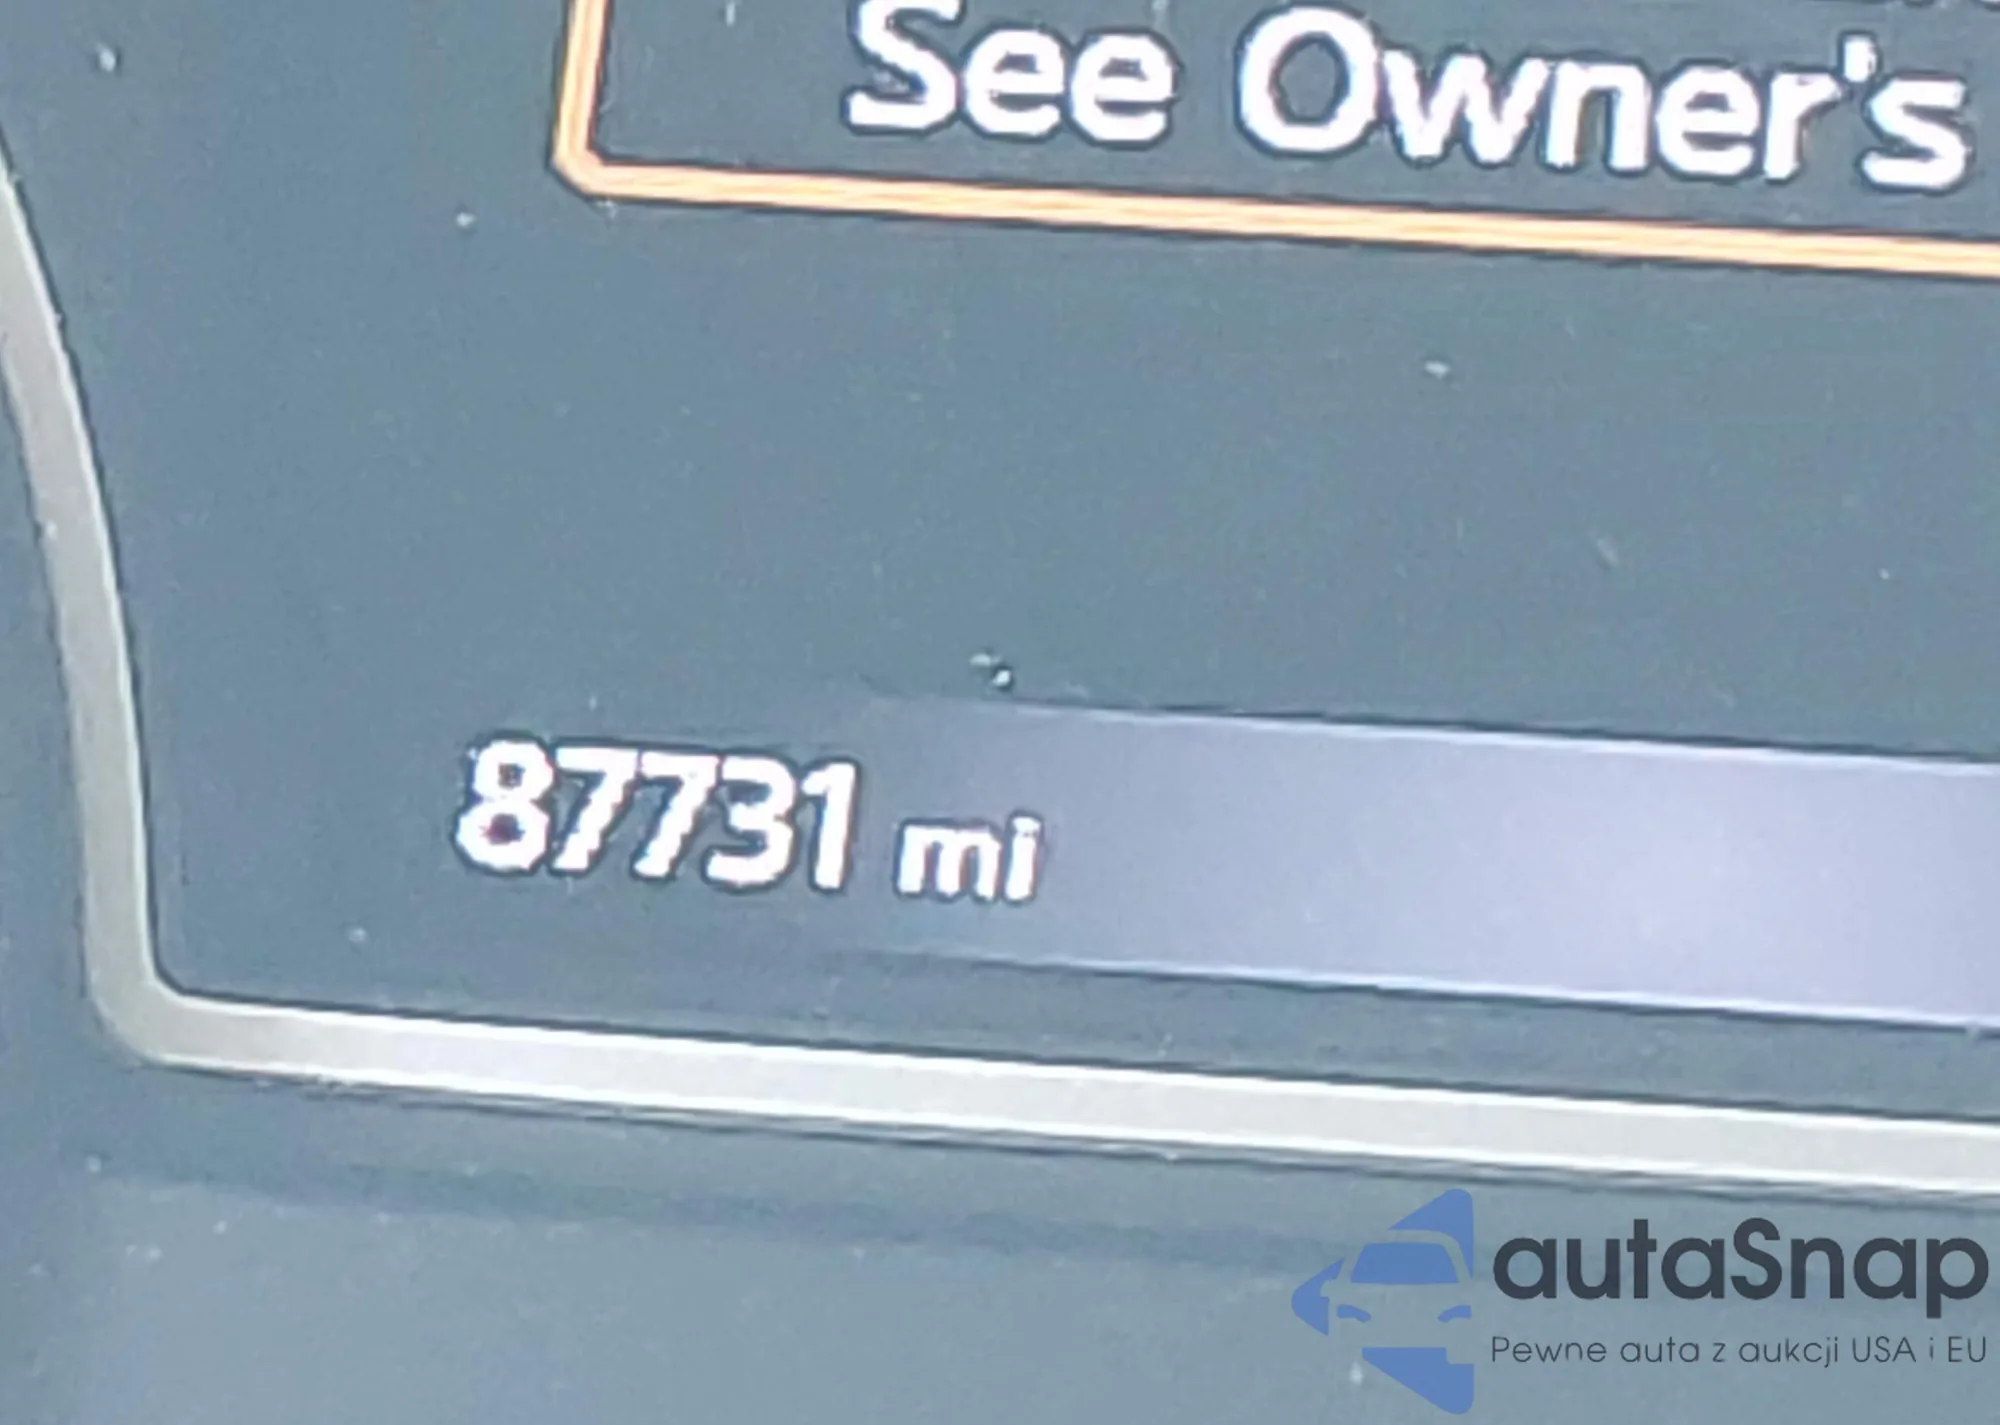 See Owner's
87731 mi
autaSnap
Pewne auta z aukcji USA i EU